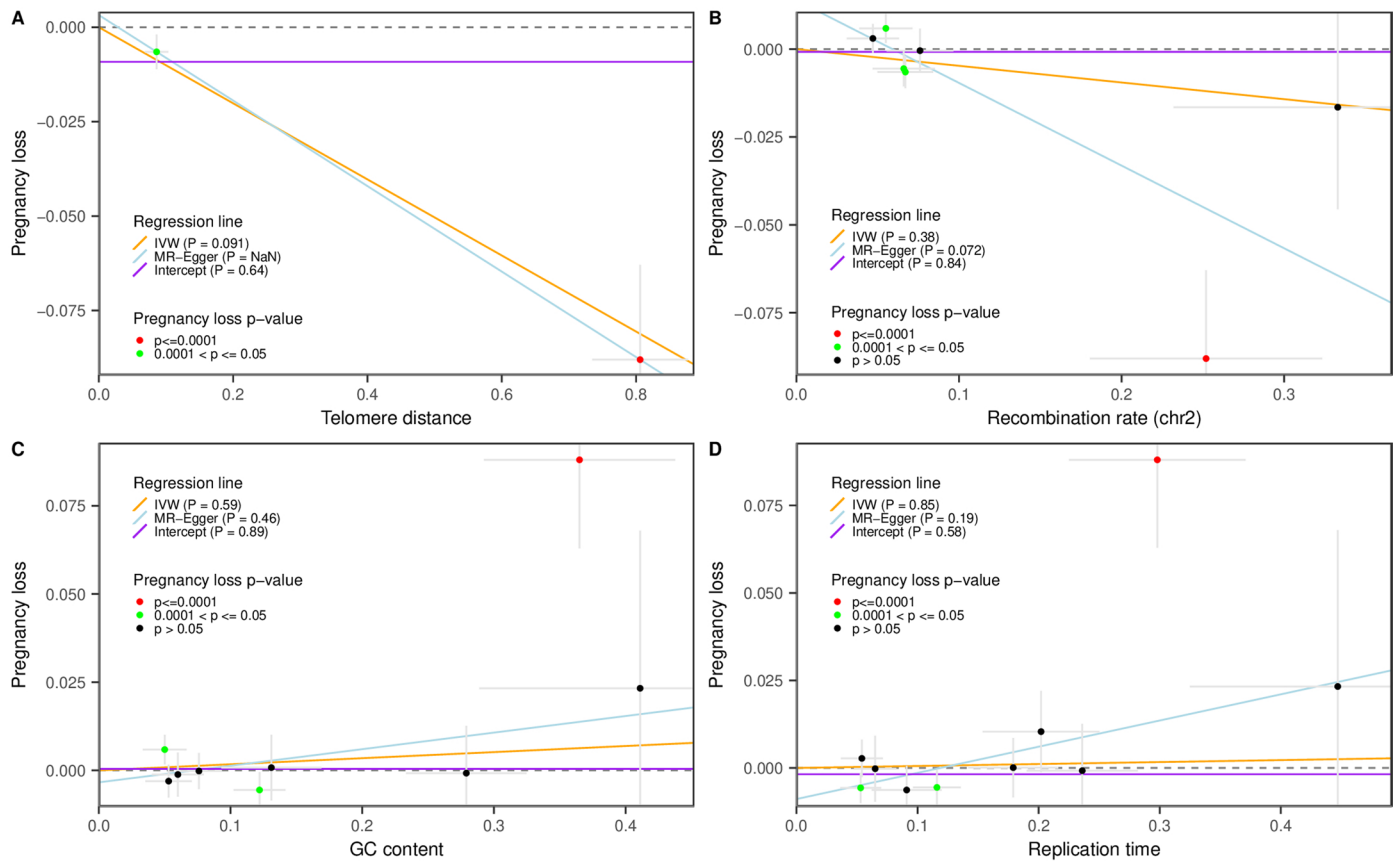 A
0.000
−0.025
−0.050
−0.075
Pregnancy loss
Regression line
IVW (P = 0.091)
MR−Egger (P = NaN)
Intercept (P = 0.64)
Pregnancy loss p−value
p<=0.0001
0.0001 < p <= 0.05
0.0 0.2 0.4 0.6 0.8
Telomere distance
B
0.000
−0.025
−0.050
−0.075
Pregnancy loss
Regression line
IVW (P = 0.38)
MR−Egger (P = 0.072)
Intercept (P = 0.84)
Pregnancy loss p−value
p<=0.0001
0.0001 < p <= 0.05
p > 0.05
0.0 0.1 0.2 0.3
Recombination rate (chr2)
C
0.075
0.050
0.025
0.000
Pregnancy loss
Regression line
IVW (P = 0.59)
MR−Egger (P = 0.46)
Intercept (P = 0.89)
Pregnancy loss p−value
p<=0.0001
0.0001 < p <= 0.05
p > 0.05
0.0 0.1 0.2 0.3 0.4
GC content
D
0.075
0.050
0.025
0.000
Pregnancy loss
Regression line
IVW (P = 0.85)
MR−Egger (P = 0.19)
Intercept (P = 0.58)
Pregnancy loss p−value
p<=0.0001
0.0001 < p <= 0.05
p > 0.05
0.0 0.1 0.2 0.3 0.4
Replication time